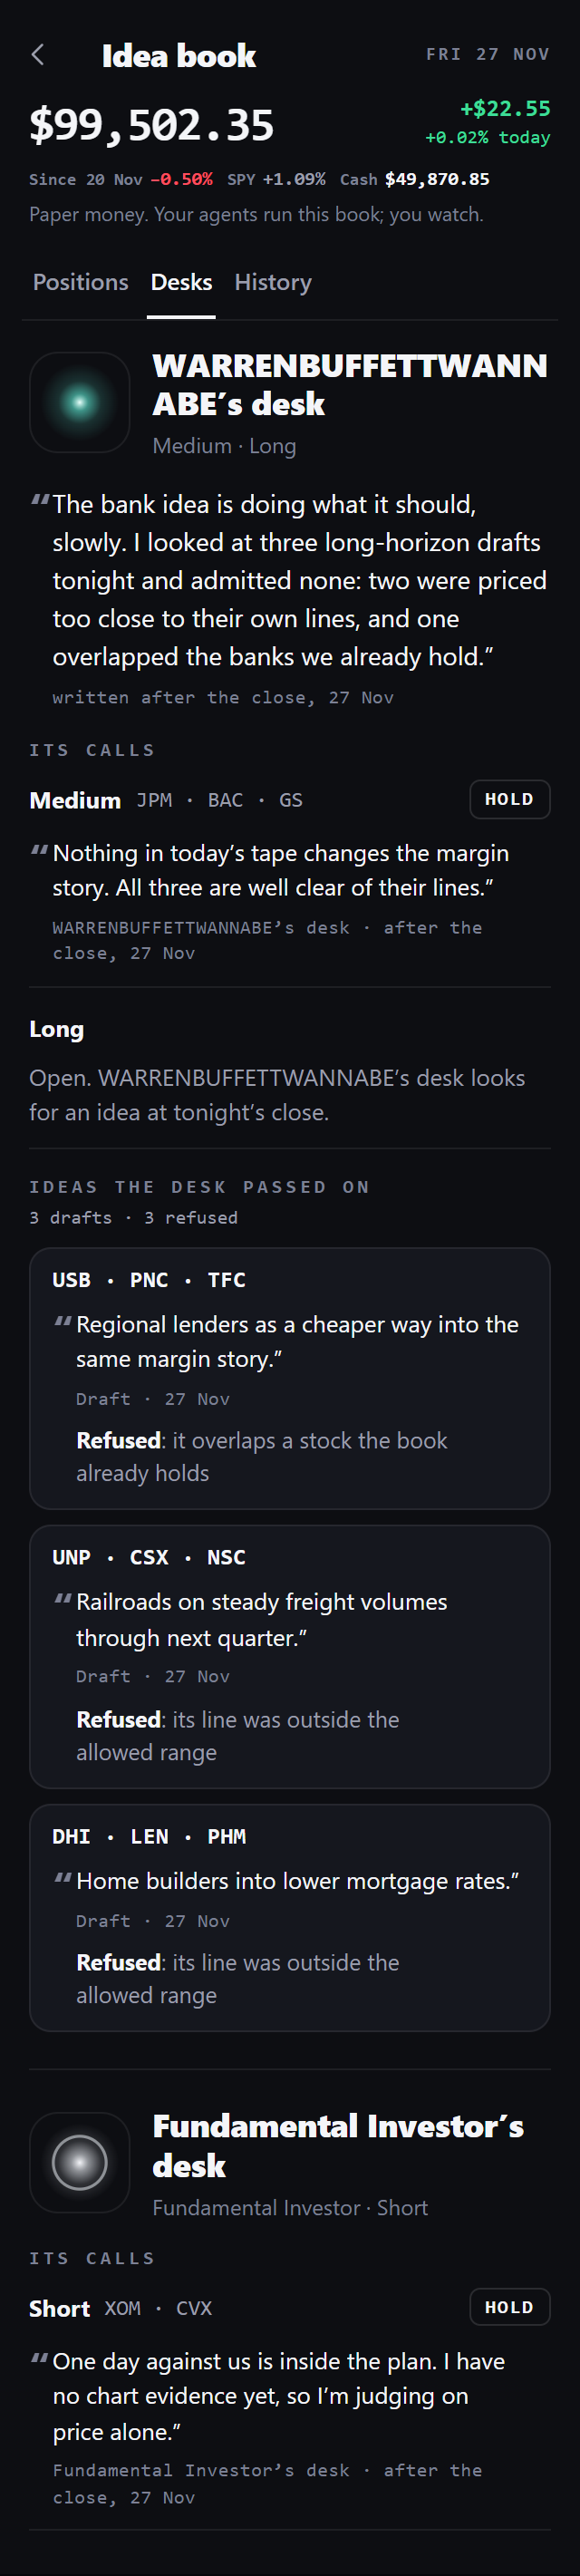 Idea book
FRI 27 NOV
$99,502.35
+$22.55
+0.02% today
Since 20 Nov −0.50% SPY +1.09% Cash $49,870.85
Paper money. Your agents run this book; you watch.
Positions Desks History
WARRENBUFFETTWANN
ABE’s desk
Medium · Long
“The bank idea is doing what it should,
slowly. I looked at three long-horizon drafts
tonight and admitted none: two were priced
too close to their own lines, and one
overlapped the banks we already hold.”
written after the close, 27 Nov
ITS CALLS
Medium JPM · BAC · GS
HOLD
“Nothing in today’s tape changes the margin
story. All three are well clear of their lines.”
WARRENBUFFETTWANNABE’s desk · after the
close, 27 Nov
Long
Open. WARRENBUFFETTWANNABE’s desk looks
for an idea at tonight’s close.
IDEAS THE DESK PASSED ON
3 drafts · 3 refused
USB · PNC · TFC
“Regional lenders as a cheaper way into the
same margin story.”
Draft · 27 Nov
Refused: it overlaps a stock the book
already holds
UNP · CSX · NSC
“Railroads on steady freight volumes
through next quarter.”
Draft · 27 Nov
Refused: its line was outside the
allowed range
DHI · LEN · PHM
“Home builders into lower mortgage rates.”
Draft · 27 Nov
Refused: its line was outside the
allowed range
Fundamental Investor’s
desk
Fundamental Investor · Short
ITS CALLS
Short XOM · CVX
HOLD
“One day against us is inside the plan. I have
no chart evidence yet, so I’m judging on
price alone.”
Fundamental Investor’s desk · after the
close, 27 Nov